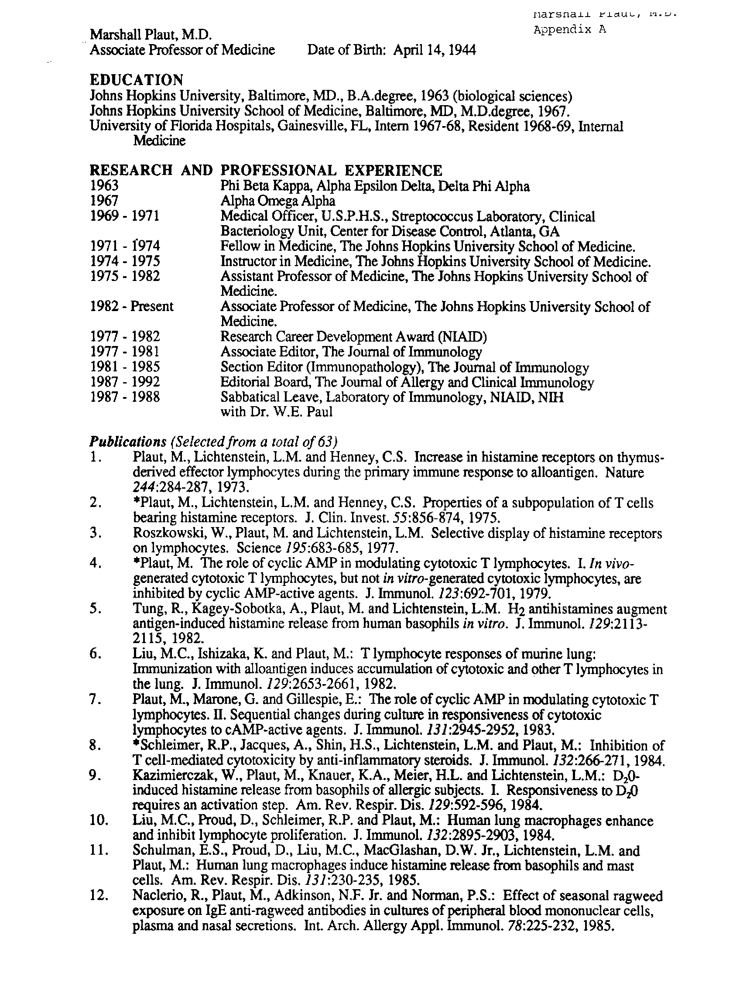 Marshall Plaut, M.D.
Appendix A
Marshall Plaut, M.D.
Associate Professor of Medicine Date of Birth: April 14, 1944
EDUCATION
Johns Hopkins University, Baltimore, MD., B.A.degree, 1963 (biological sciences)
Johns Hopkins University School of Medicine, Baltimore, MD, M.D.degree, 1967.
University of Florida Hospitals, Gainesville, FL, Intern 1967-68, Resident 1968-69, Internal
Medicine
RESEARCH AND PROFESSIONAL EXPERIENCE
1963 Phi Beta Kappa, Alpha Epsilon Delta, Delta Phi Alpha
1967 Alpha Omega Alpha
1969 - 1971 Medical Officer, U.S.P.H.S., Streptococcus Laboratory, Clinical
Bacteriology Unit, Center for Disease Control, Atlanta, GA
1971 - 1974 Fellow in Medicine, The Johns Hopkins University School of Medicine.
1974 - 1975 Instructor in Medicine, The Johns Hopkins University School of Medicine.
1975 - 1982 Assistant Professor of Medicine, The Johns Hopkins University School of
Medicine.
1982 - Present Associate Professor of Medicine, The Johns Hopkins University School of
Medicine.
1977 - 1982 Research Career Development Award (NIAID)
1977 - 1981 Associate Editor, The Journal of Immunology
1981 - 1985 Section Editor (Immunopathology), The Journal of Immunology
1987 - 1992 Editorial Board, The Journal of Allergy and Clinical Immunology
1987 - 1988 Sabbatical Leave, Laboratory of Immunology, NIAID, NIH
with Dr. W.E. Paul
Publications (Selected from a total of 63)
1. Plaut, M., Lichtenstein, L.M. and Henney, C.S. Increase in histamine receptors on thymus-
derived effector lymphocytes during the primary immune response to alloantigen. Nature
244:284-287, 1973.
2. *Plaut, M., Lichtenstein, L.M. and Henney, C.S. Properties of a subpopulation of T cells
bearing histamine receptors. J. Clin. Invest. 55:856-874, 1975.
3. Roszkowski, W., Plaut, M. and Lichtenstein, L.M. Selective display of histamine receptors
on lymphocytes. Science 195:683-685, 1977.
4. *Plaut, M. The role of cyclic AMP in modulating cytotoxic T lymphocytes. I. In vivo-
generated cytotoxic T lymphocytes, but not in vitro-generated cytotoxic lymphocytes, are
inhibited by cyclic AMP-active agents. J. Immunol. 123:692-701, 1979.
5. Tung, R., Kagey-Sobotka, A., Plaut, M. and Lichtenstein, L.M. H2 antihistamines augment
antigen-induced histamine release from human basophils in vitro. J. Immunol. 129:2113-
2115, 1982.
6. Liu, M.C., Ishizaka, K. and Plaut, M.: T lymphocyte responses of murine lung:
Immunization with alloantigen induces accumulation of cytotoxic and other T lymphocytes in
the lung. J. Immunol. 129:2653-2661, 1982.
7. Plaut, M., Marone, G. and Gillespie, E.: The role of cyclic AMP in modulating cytotoxic T
lymphocytes. II. Sequential changes during culture in responsiveness of cytotoxic
lymphocytes to cAMP-active agents. J. Immunol. 131:2945-2952, 1983.
8. *Schleimer, R.P., Jacques, A., Shin, H.S., Lichtenstein, L.M. and Plaut, M.: Inhibition of
T cell-mediated cytotoxicity by anti-inflammatory steroids. J. Immunol. 132:266-271, 1984.
9. Kazimierczak, W., Plaut, M., Knauer, K.A., Meier, H.L. and Lichtenstein, L.M.: D20-
induced histamine release from basophils of allergic subjects. I. Responsiveness to D20
requires an activation step. Am. Rev. Respir. Dis. 129:592-596, 1984.
10. Liu, M.C., Proud, D., Schleimer, R.P. and Plaut, M.: Human lung macrophages enhance
and inhibit lymphocyte proliferation. J. Immunol. 132:2895-2903, 1984.
11. Schulman, E.S., Proud, D., Liu, M.C., MacGlashan, D.W. Jr., Lichtenstein, L.M. and
Plaut, M.: Human lung macrophages induce histamine release from basophils and mast
cells. Am. Rev. Respir. Dis. 131:230-235, 1985.
12. Naclerio, R., Plaut, M., Adkinson, N.F. Jr. and Norman, P.S.: Effect of seasonal ragweed
exposure on IgE anti-ragweed antibodies in cultures of peripheral blood mononuclear cells,
plasma and nasal secretions. Int. Arch. Allergy Appl. Immunol. 78:225-232, 1985.